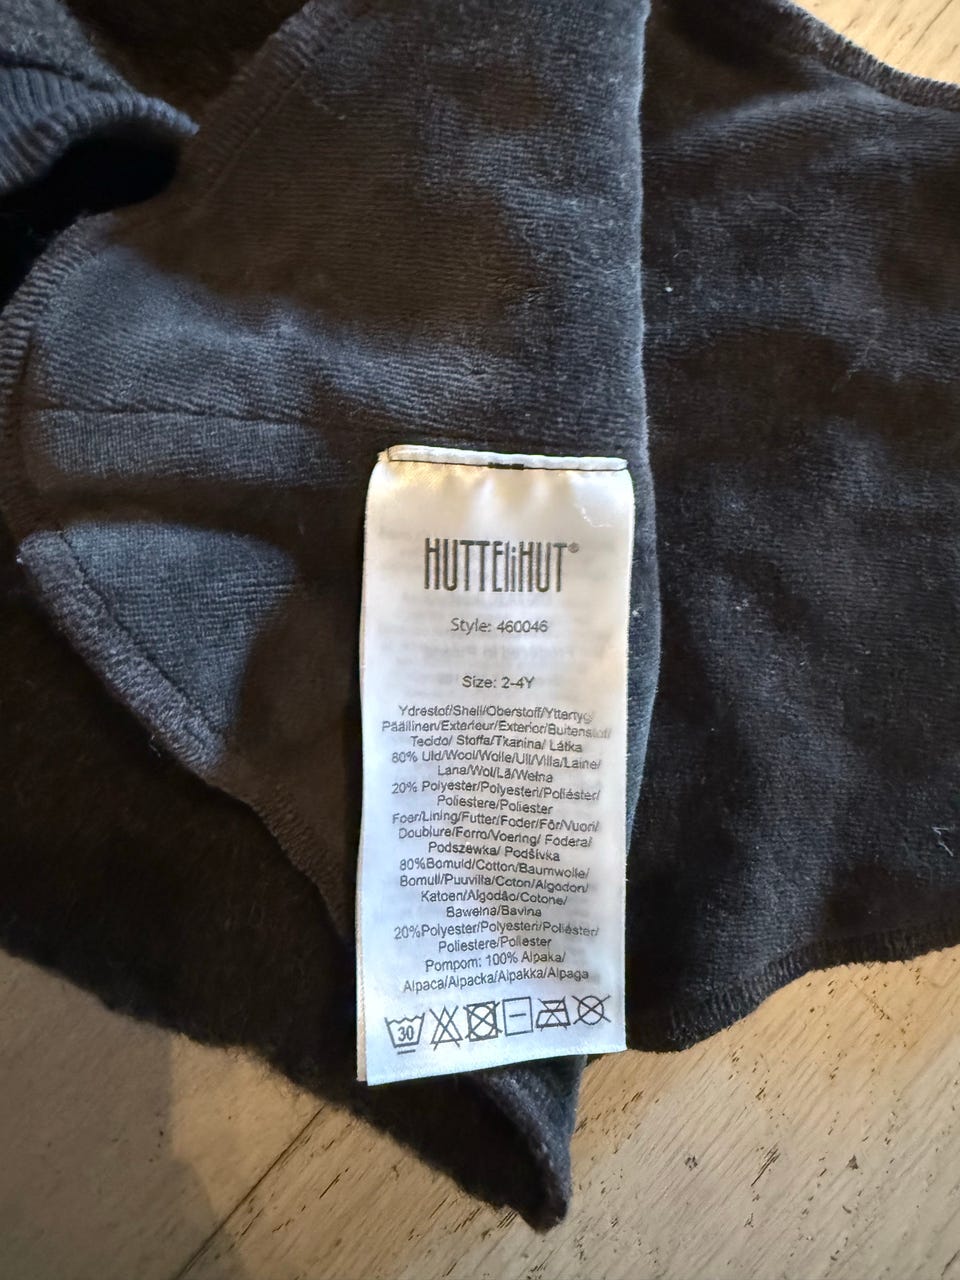 HUTTEliHUT®
Style: 460046
Size: 2-4Y
Ydrestof/Shell/Oberstoff/Yttertyg/
Päällinen/Exterieur/Exterior/Buitenstof/
Tecido/ Stoffa/Tkanina/ Látka
80% Uld/Wool/Wolle/Ull/Villa/Laine/
Lana/Wol/Lã/Wełna
20% Polyester/Polyesteri/Poliéster/
Poliestere/Poliester
Foer/Lining/Futter/Foder/Fôr/Vuori/
Doublure/Forro/Voering/ Fodera/
Podszewka/ Podšívka
80%Bomuld/Cotton/Baumwolle/
Bomull/Puuvilla/Coton/Algodon/
Katoen/Algodão/Cotone/
Bawełna/Bavlna
20%Polyester/Polyesteri/Poliéster/
Poliestere/Poliester
Pompom: 100% Alpaka/
Alpaca/Alpacka/Alpakka/Alpaga
30